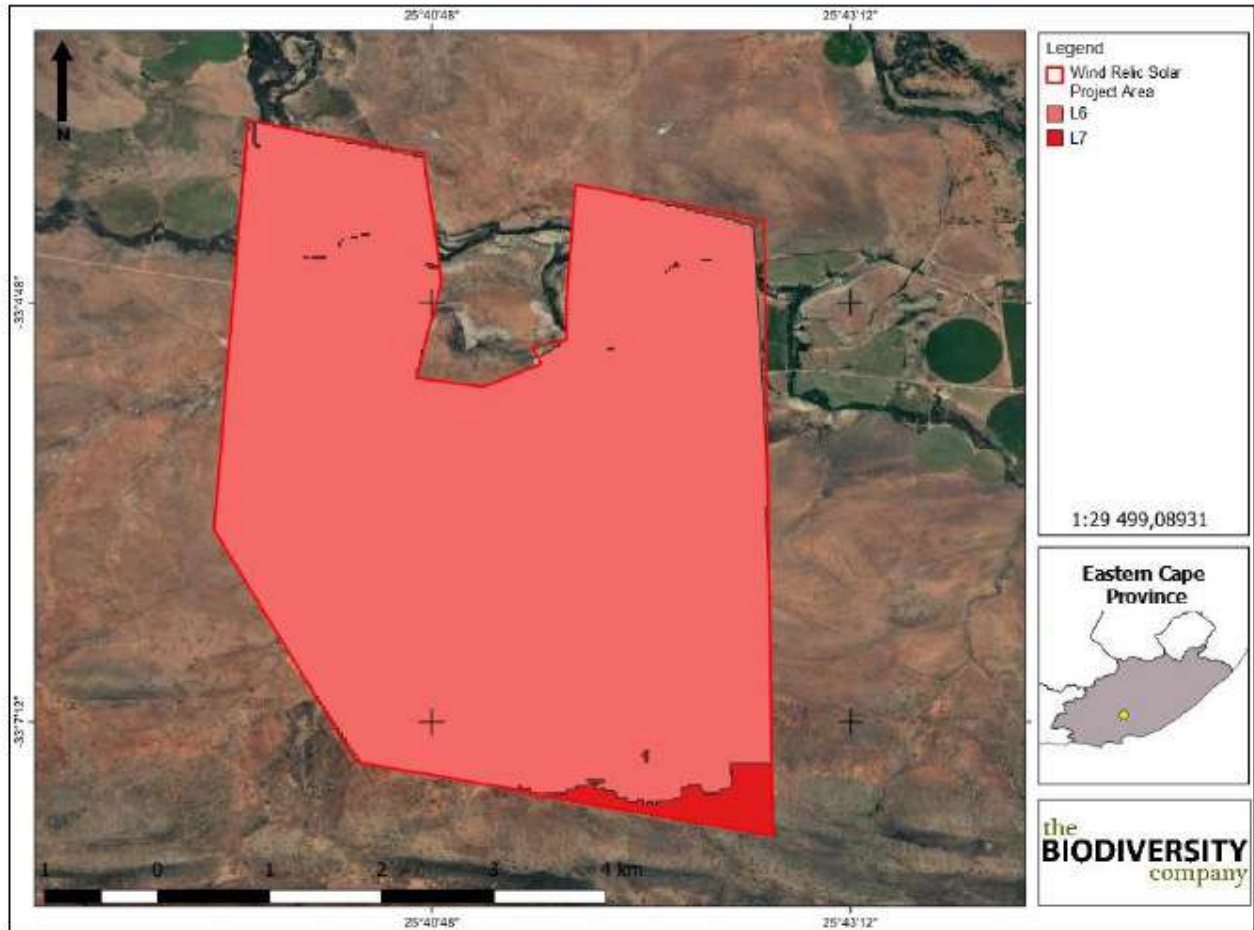 25°40'48"
25°43'12"
N
-33°4'48"
-33°7'12"
1
0
1
2
3
4 km
25°40'48"
25°43'12"
Legend
Wind Relic Solar
Project Area
L6
L7
1:29 499,08931
Eastern Cape
Province
the
BIODIVERSITY
company